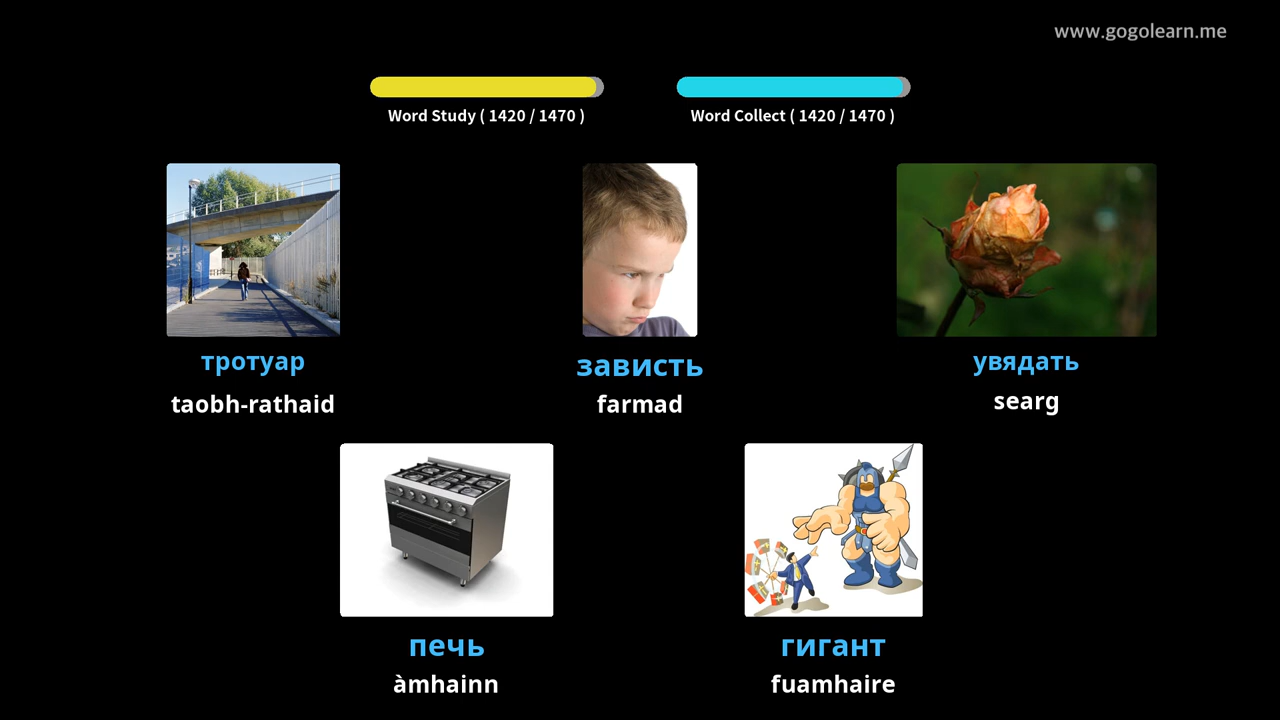 www.gogolearn.me
Word Study ( 1420 / 1470 )
Word Collect ( 1420 / 1470 )
тротуар
taobh-rathaid
зависть
farmad
увядать
searg
печь
àmhainn
гигант
fuamhaire